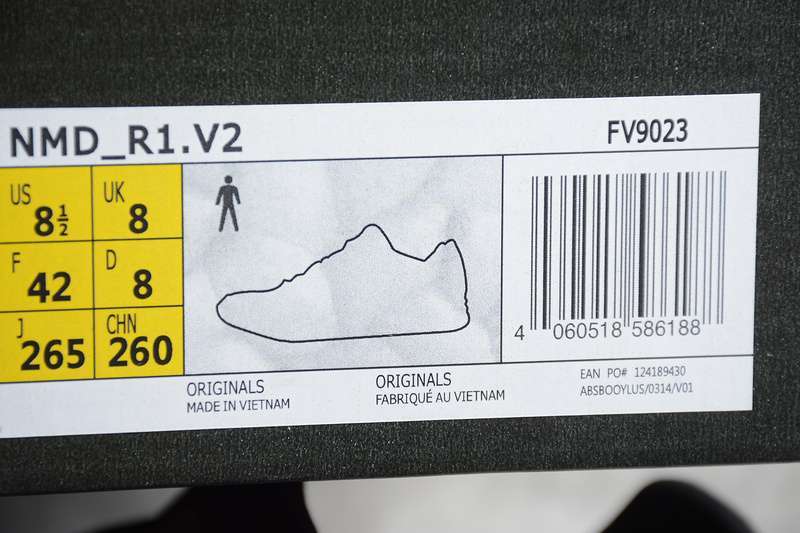 NMD_R1.V2
FV9023
US 8½
UK 8
F 42
D 8
J 265
CHN 260
4 060518 586188
ORIGINALS
MADE IN VIETNAM
ORIGINALS
FABRIQUÉ AU VIETNAM
EAN PO# 124189430
ABSBOOYLUS/0314/V01